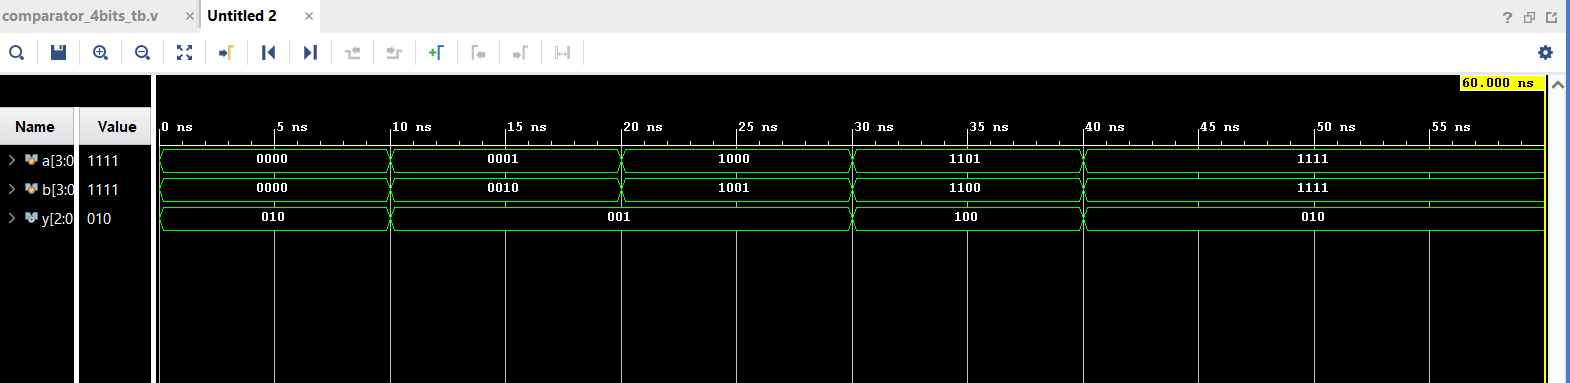 comparator_4bits_tb.v × Untitled 2 × ?
60.000 ns
Name Value 0 ns 5 ns 10 ns 15 ns 20 ns 25 ns 30 ns 35 ns 40 ns 45 ns 50 ns 55 ns
a[3:0 1111 0000 0001 1000 1101 1111
b[3:0 1111 0000 0010 1001 1100 1111
y[2:0 010 010 001 100 010